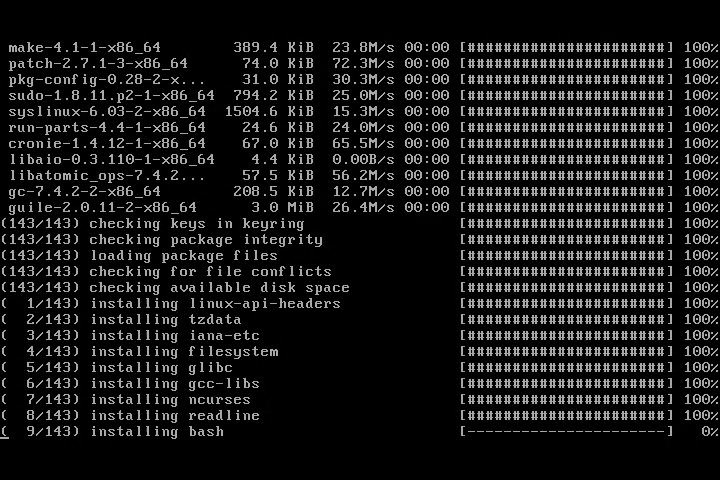 make-4.1-1-x86_64 389.4 KiB 23.8M/s 00:00 [######################] 100%
patch-2.7.1-3-x86_64 74.0 KiB 72.3M/s 00:00 [######################] 100%
pkg-config-0.28-2-x... 31.0 KiB 30.3M/s 00:00 [######################] 100%
sudo-1.8.11.p2-1-x86_64 794.2 KiB 25.0M/s 00:00 [######################] 100%
syslinux-6.03-2-x86_64 1504.6 KiB 15.3M/s 00:00 [######################] 100%
run-parts-4.4-1-x86_64 24.6 KiB 24.0M/s 00:00 [######################] 100%
cronie-1.4.12-1-x86_64 67.0 KiB 65.5M/s 00:00 [######################] 100%
libaio-0.3.110-1-x86_64 4.4 KiB 0.00B/s 00:00 [######################] 100%
libatomic_ops-7.4.2... 57.5 KiB 56.2M/s 00:00 [######################] 100%
gc-7.4.2-2-x86_64 208.5 KiB 12.7M/s 00:00 [######################] 100%
guile-2.0.11-2-x86_64 3.0 MiB 26.4M/s 00:00 [######################] 100%
(143/143) checking keys in keyring [######################] 100%
(143/143) checking package integrity [######################] 100%
(143/143) loading package files [######################] 100%
(143/143) checking for file conflicts [######################] 100%
(143/143) checking available disk space [######################] 100%
( 1/143) installing linux-api-headers [######################] 100%
( 2/143) installing tzdata [######################] 100%
( 3/143) installing iana-etc [######################] 100%
( 4/143) installing filesystem [######################] 100%
( 5/143) installing glibc [######################] 100%
( 6/143) installing gcc-libs [######################] 100%
( 7/143) installing ncurses [######################] 100%
( 8/143) installing readline [######################] 100%
( 9/143) installing bash [----------------------] 0%